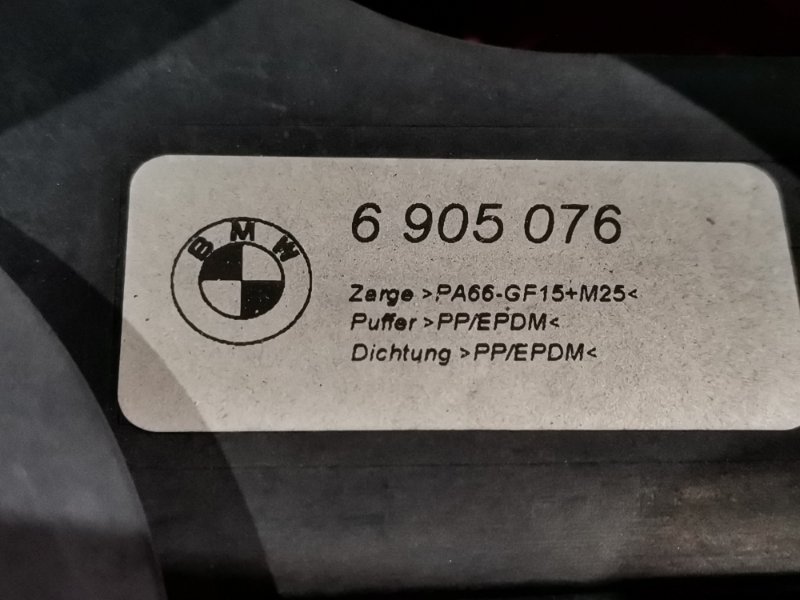 BMW
6 905 076
Zarge >PA66-GF15+M25<
Puffer >PP/EPDM<
Dichtung >PP/EPDM<